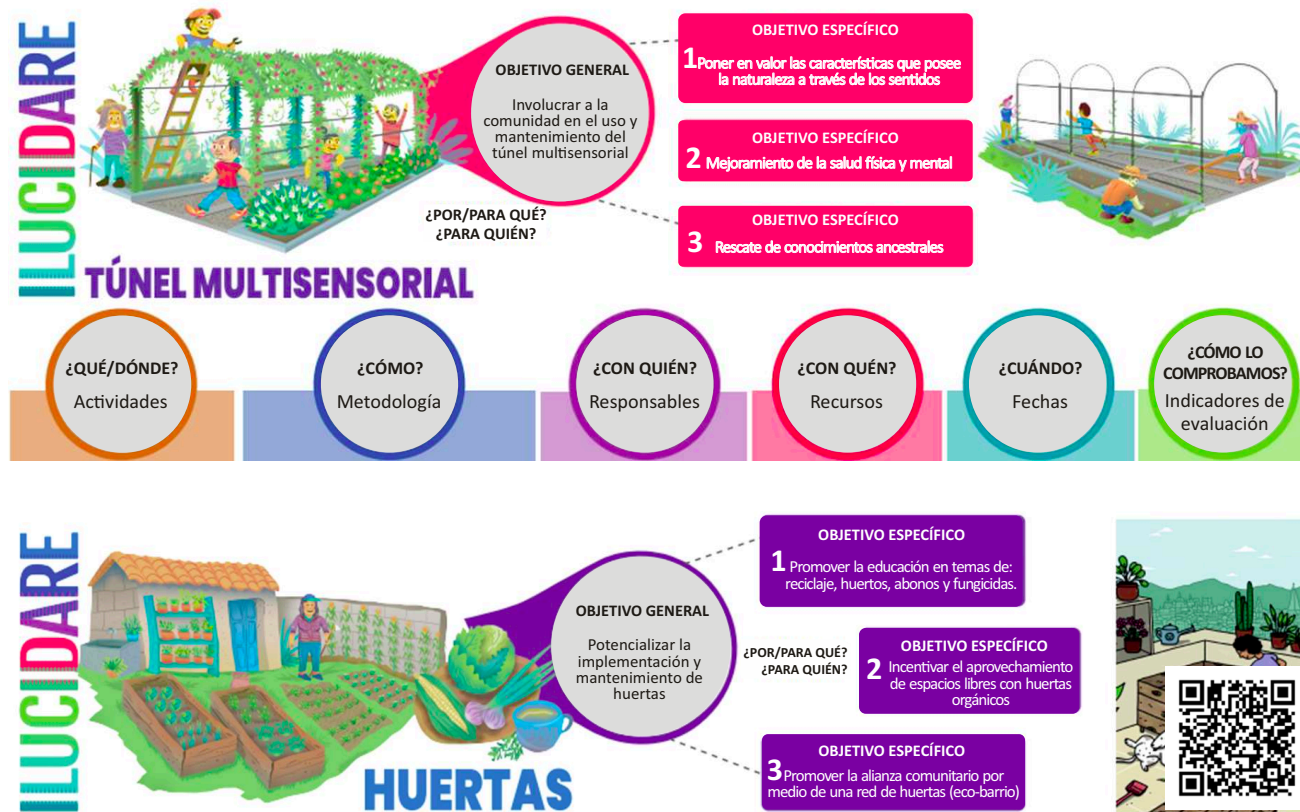 ILUCIDARE
TÚNEL MULTISENSORIAL
OBJETIVO GENERAL
Involucrar a la
comunidad en el uso y
mantenimiento del
túnel multisensorial
¿POR/PARA QUÉ?
¿PARA QUIÉN?
OBJETIVO ESPECÍFICO
1 Poner en valor las características que posee
la naturaleza a través de los sentidos
OBJETIVO ESPECÍFICO
2 Mejoramiento de la salud física y mental
OBJETIVO ESPECÍFICO
3 Rescate de conocimientos ancestrales
¿QUÉ/DÓNDE?
Actividades
¿CÓMO?
Metodología
¿CON QUIÉN?
Responsables
¿CON QUÉN?
Recursos
¿CUÁNDO?
Fechas
¿CÓMO LO
COMPROBAMOS?
Indicadores de
evaluación
ILUCIDARE
HUERTAS
OBJETIVO GENERAL
Potencializar la
implementación y
mantenimiento de
huertas
¿POR/PARA QUÉ?
¿PARA QUIÉN?
OBJETIVO ESPECÍFICO
1 Promover la educación en temas de:
reciclaje, huertos, abonos y fungicidas.
OBJETIVO ESPECÍFICO
2 Incentivar el aprovechamiento
de espacios libres con huertas
orgánicos
OBJETIVO ESPECÍFICO
3 Promover la alianza comunitario por
medio de una red de huertas (eco-barrio)